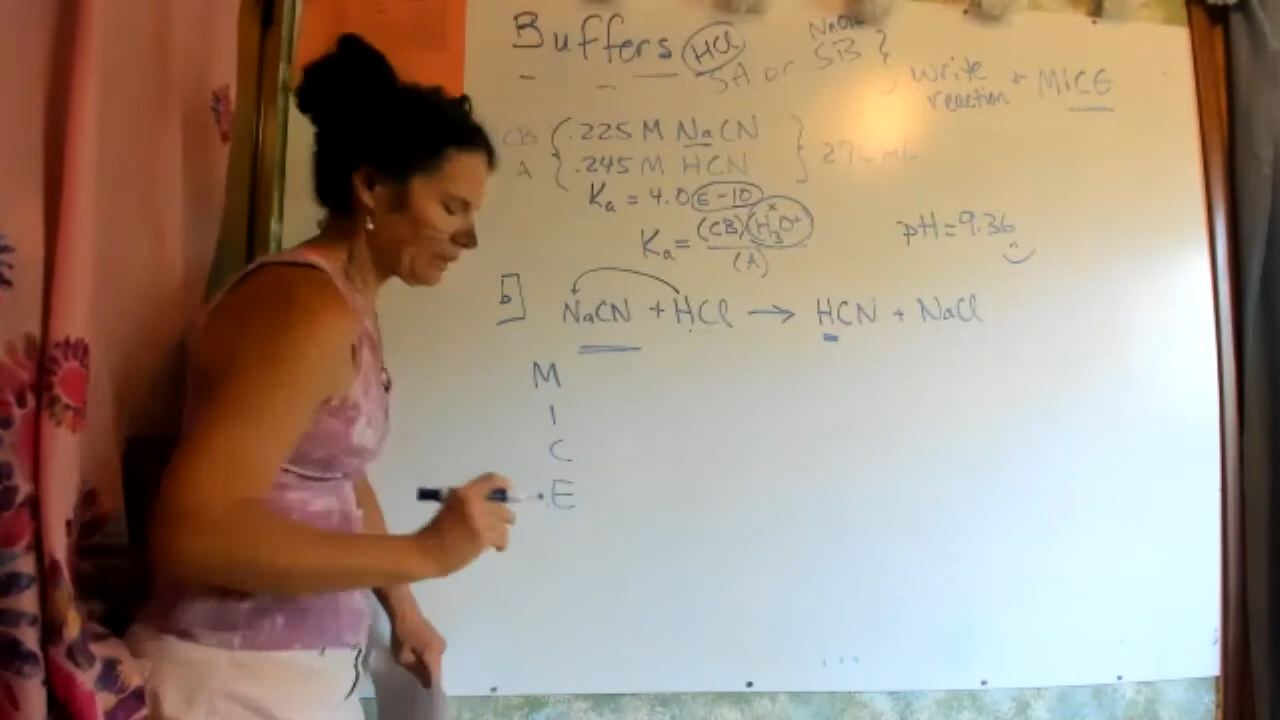 Buffers HCl SA or NaOH SB } write reaction + MICE
CB { .225 M NaCN
A { .245 M HCN
Ka = 4.0E-10
Ka = (CB)(H3O+) / (A)
x
pH = 9.36
b] NaCN + HCl → HCN + NaCl
M
I
C
E